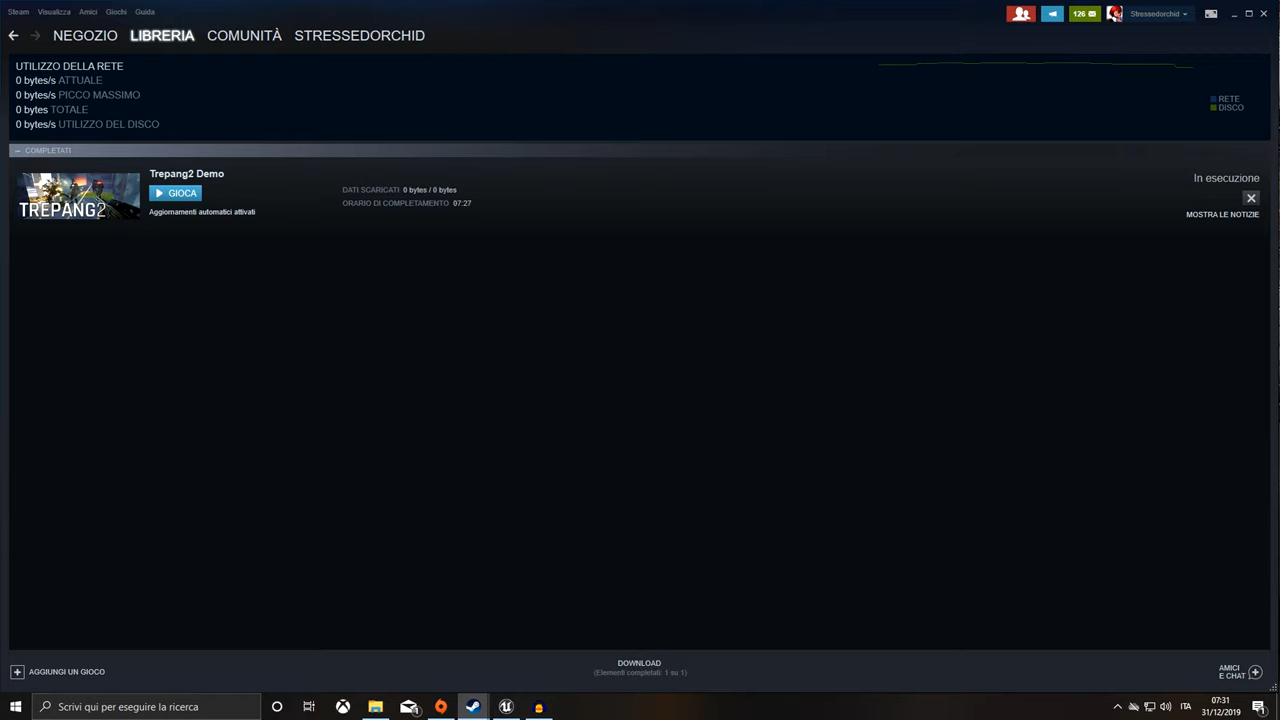 Steam Visualizza Amici Giochi Guida
126 Stressedorchid
NEGOZIO LIBRERIA COMUNITÀ STRESSEDORCHID
UTILIZZO DELLA RETE
0 bytes/s ATTUALE
0 bytes/s PICCO MASSIMO
0 bytes TOTALE
0 bytes/s UTILIZZO DEL DISCO
RETE
DISCO
COMPLETATI
TREPANG2
Trepang2 Demo
GIOCA
Aggiornamenti automatici attivati
DATI SCARICATI 0 bytes / 0 bytes
ORARIO DI COMPLETAMENTO 07:27
In esecuzione
MOSTRA LE NOTIZIE
AGGIUNGI UN GIOCO
DOWNLOAD
(Elementi completati: 1 su 1)
AMICI
E CHAT
Scrivi qui per eseguire la ricerca
ITA
07:31
31/12/2019